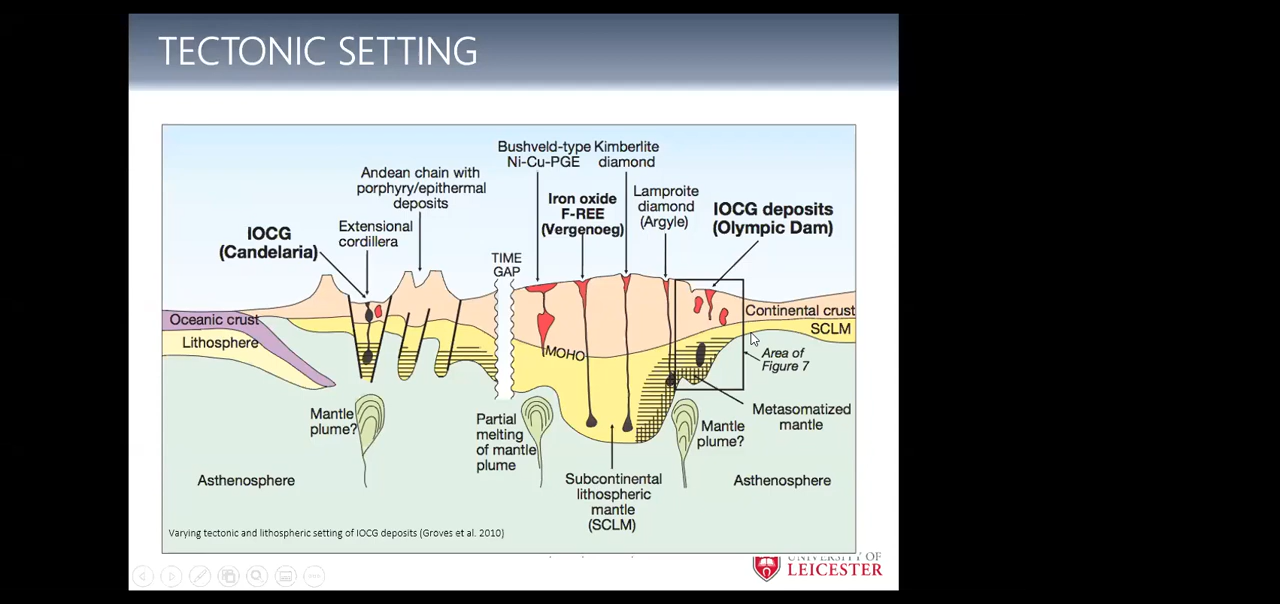 TECTONIC SETTING
Bushveld-type
Ni-Cu-PGE
Kimberlite
diamond
Andean chain with
porphyry/epithermal
deposits
Iron oxide
F-REE
(Vergenoeg)
Lamproite
diamond
(Argyle)
IOCG deposits
(Olympic Dam)
IOCG
(Candelaria)
Extensional
cordillera
TIME
GAP
Oceanic crust
Lithosphere
Continental crust
SCLM
MOHO
Area of
Figure 7
Mantle
plume?
Partial
melting
of mantle
plume
Mantle
plume?
Metasomatized
mantle
Asthenosphere
Subcontinental
lithospheric
mantle
(SCLM)
Asthenosphere
Varying tectonic and lithospheric setting of IOCG deposits (Groves et al. 2010)
UNIVERSITY OF
LEICESTER